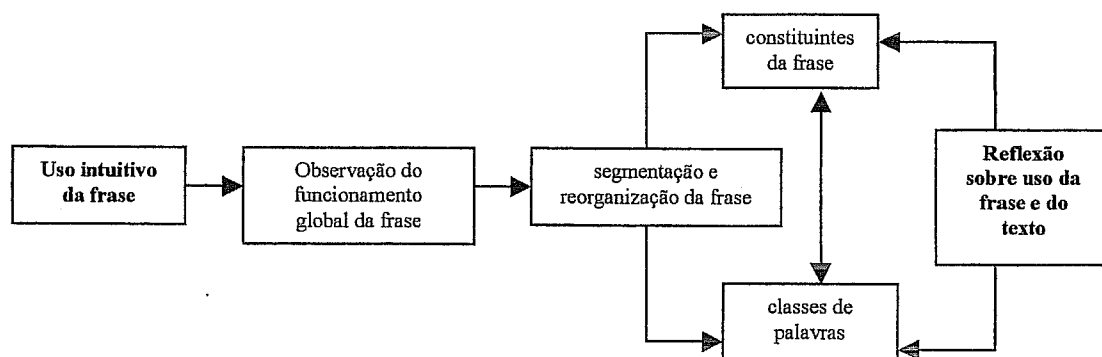 Uso intuitivo
da frase
Observação do
funcionamento
global da frase
segmentação e
reorganização da frase
constituintes
da frase
classes de
palavras
Reflexão
sobre uso da
frase e do
texto